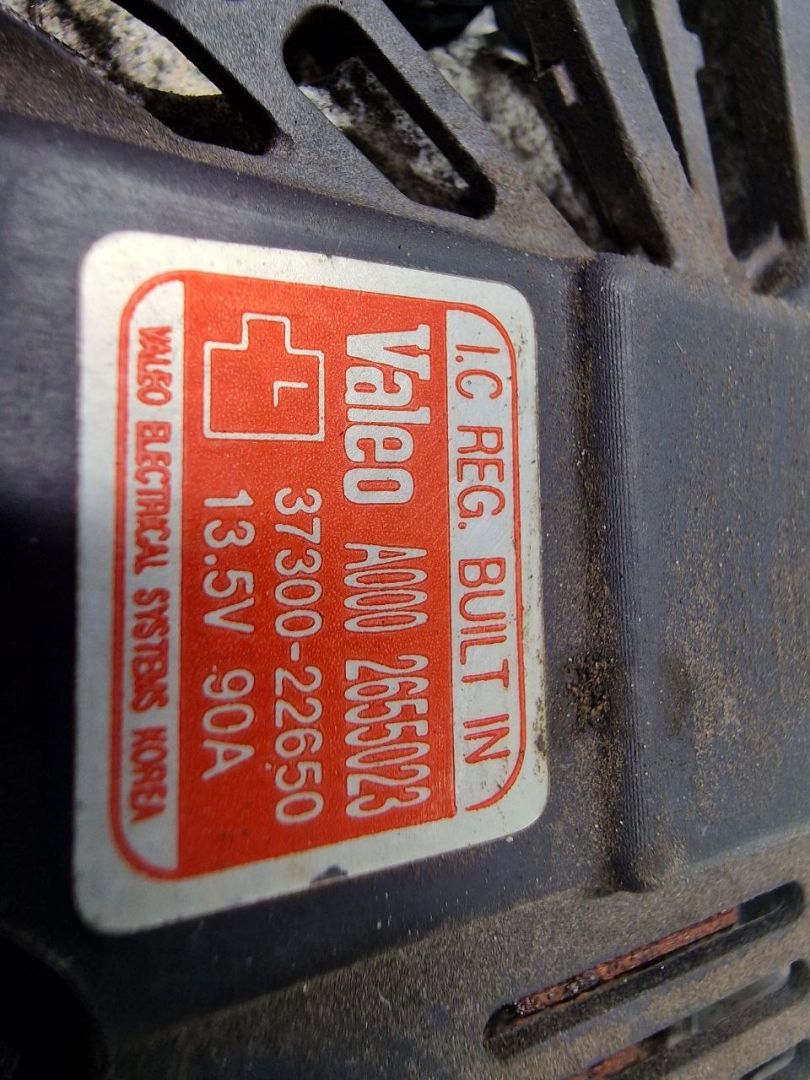 I.C REG. BUILT IN
Valeo A000 2655023
37300-22650
L
13.5V 90A
VALEO ELECTRICAL SYSTEMS KOREA